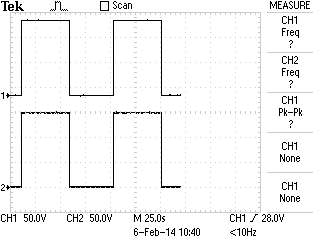 Tek Scan MEASURE
CH1
Freq
?
CH2
Freq
?
CH1
Pk-Pk
?
CH1
None
CH1
None
1
2
CH1 50.0V CH2 50.0V M 25.0s CH1 28.0V
6-Feb-14 10:40 <10Hz